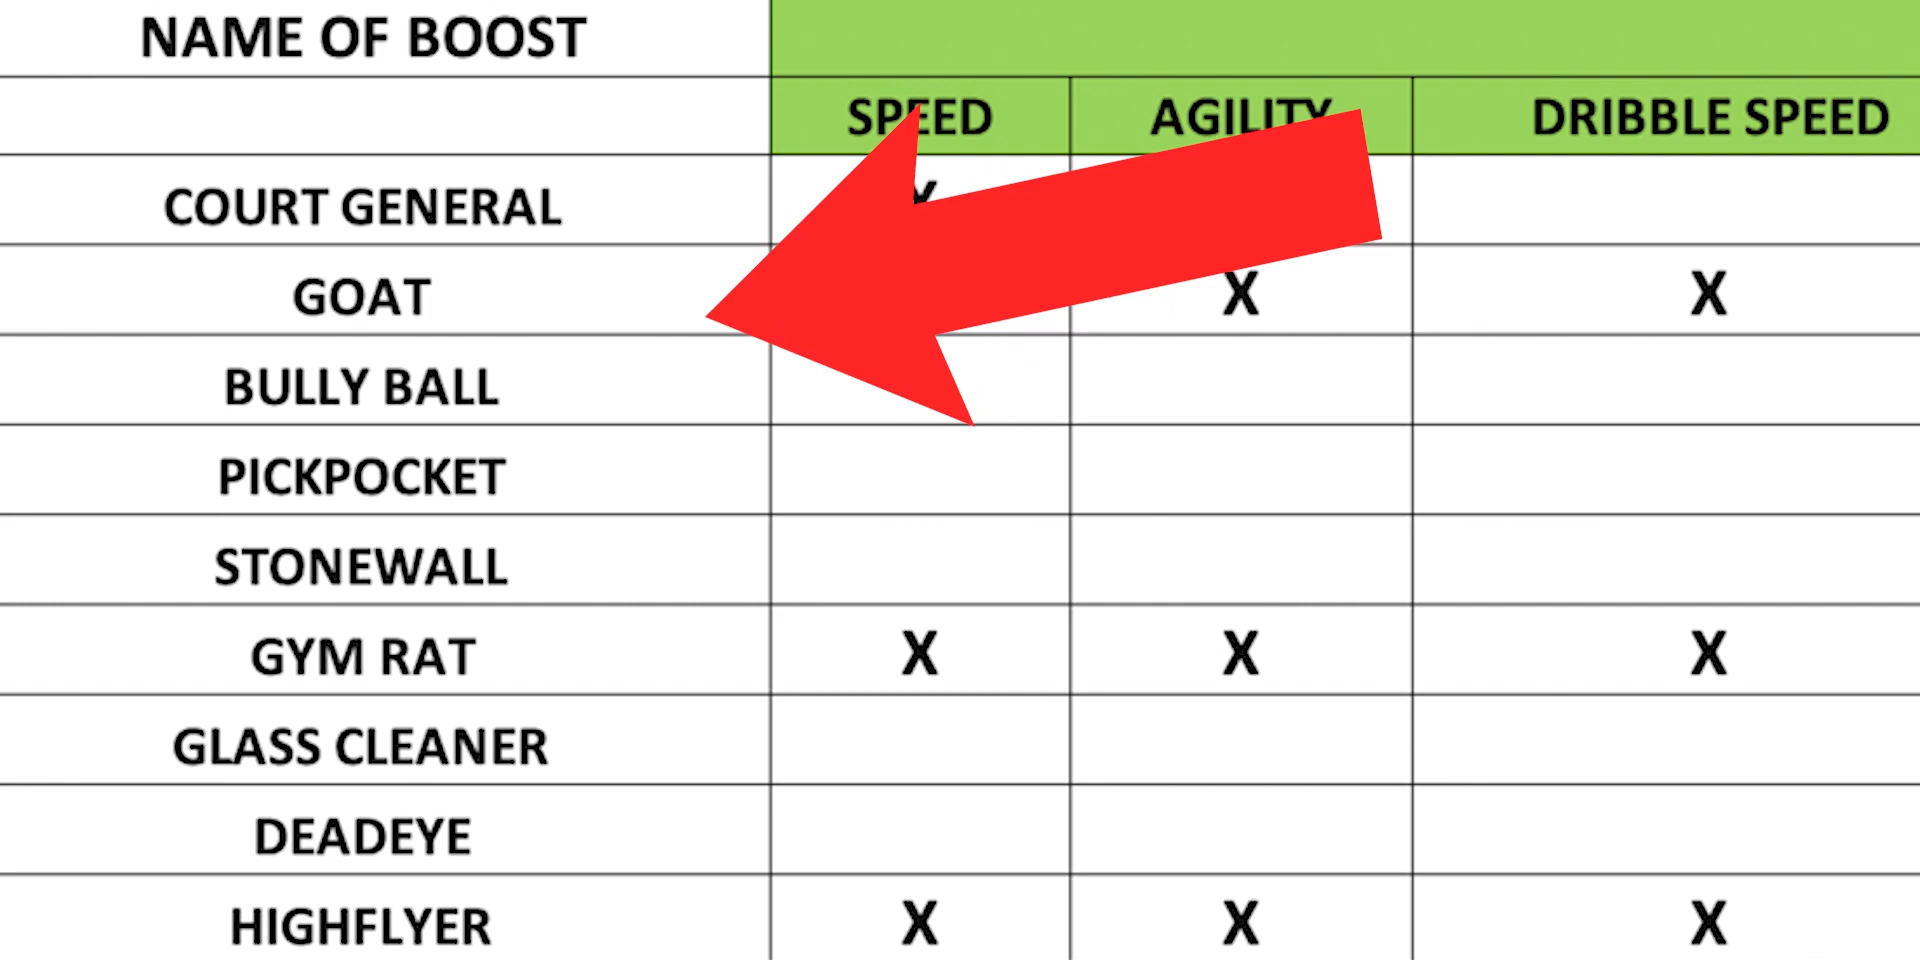 NAME OF BOOST
SPEED AGILITY DRIBBLE SPEED
COURT GENERAL X
GOAT X X
BULLY BALL
PICKPOCKET
STONEWALL
GYM RAT X X X
GLASS CLEANER
DEADEYE
HIGHFLYER X X X